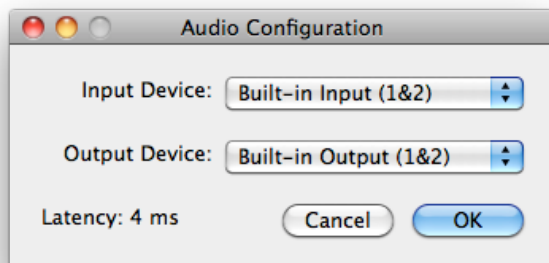 Audio Configuration
Input Device: Built-in Input (1&2)
Output Device: Built-in Output (1&2)
Latency: 4 ms Cancel OK